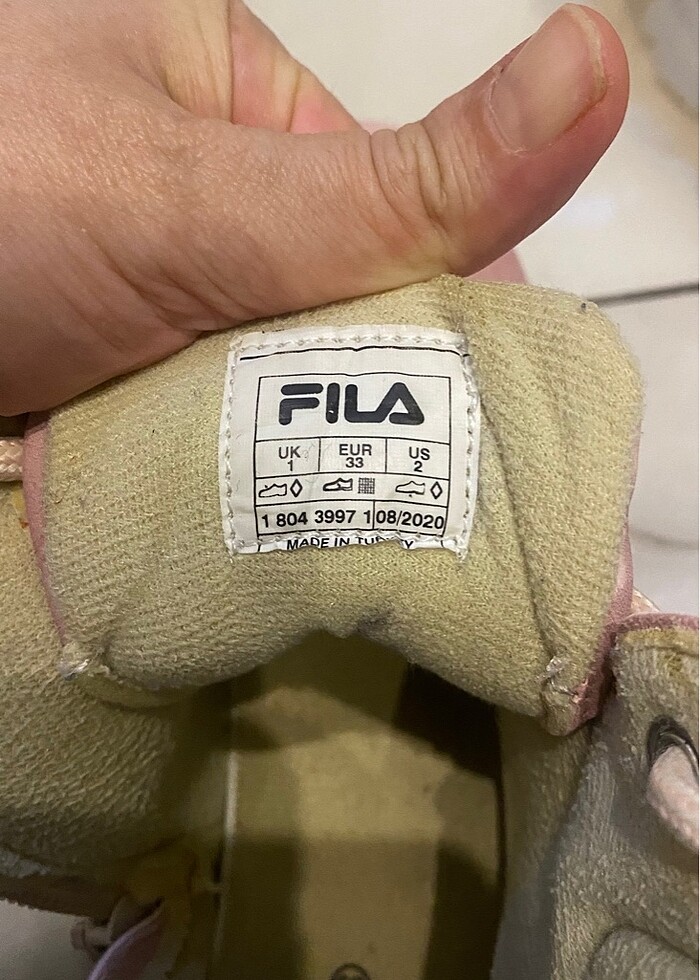 FILA
UK EUR US
1 33 2
1 804 3997 1 08/2020
MADE IN TURKEY